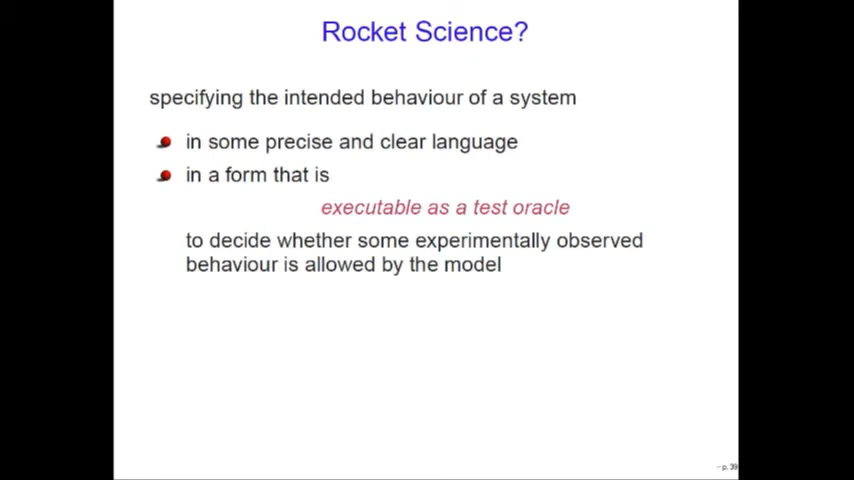 Rocket Science?
specifying the intended behaviour of a system
in some precise and clear language
in a form that is
executable as a test oracle
to decide whether some experimentally observed
behaviour is allowed by the model
– p. 39